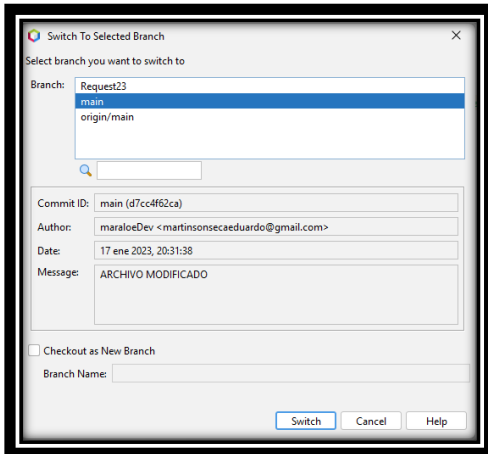 Switch To Selected Branch
Select branch you want to switch to
Branch:
Request23
main
origin/main
Commit ID: main (d7cc4f62ca)
Author: maraloeDev <martinsonsecaeduardo@gmail.com>
Date: 17 ene 2023, 20:31:38
Message: ARCHIVO MODIFICADO
Checkout as New Branch
Branch Name:
Switch Cancel Help